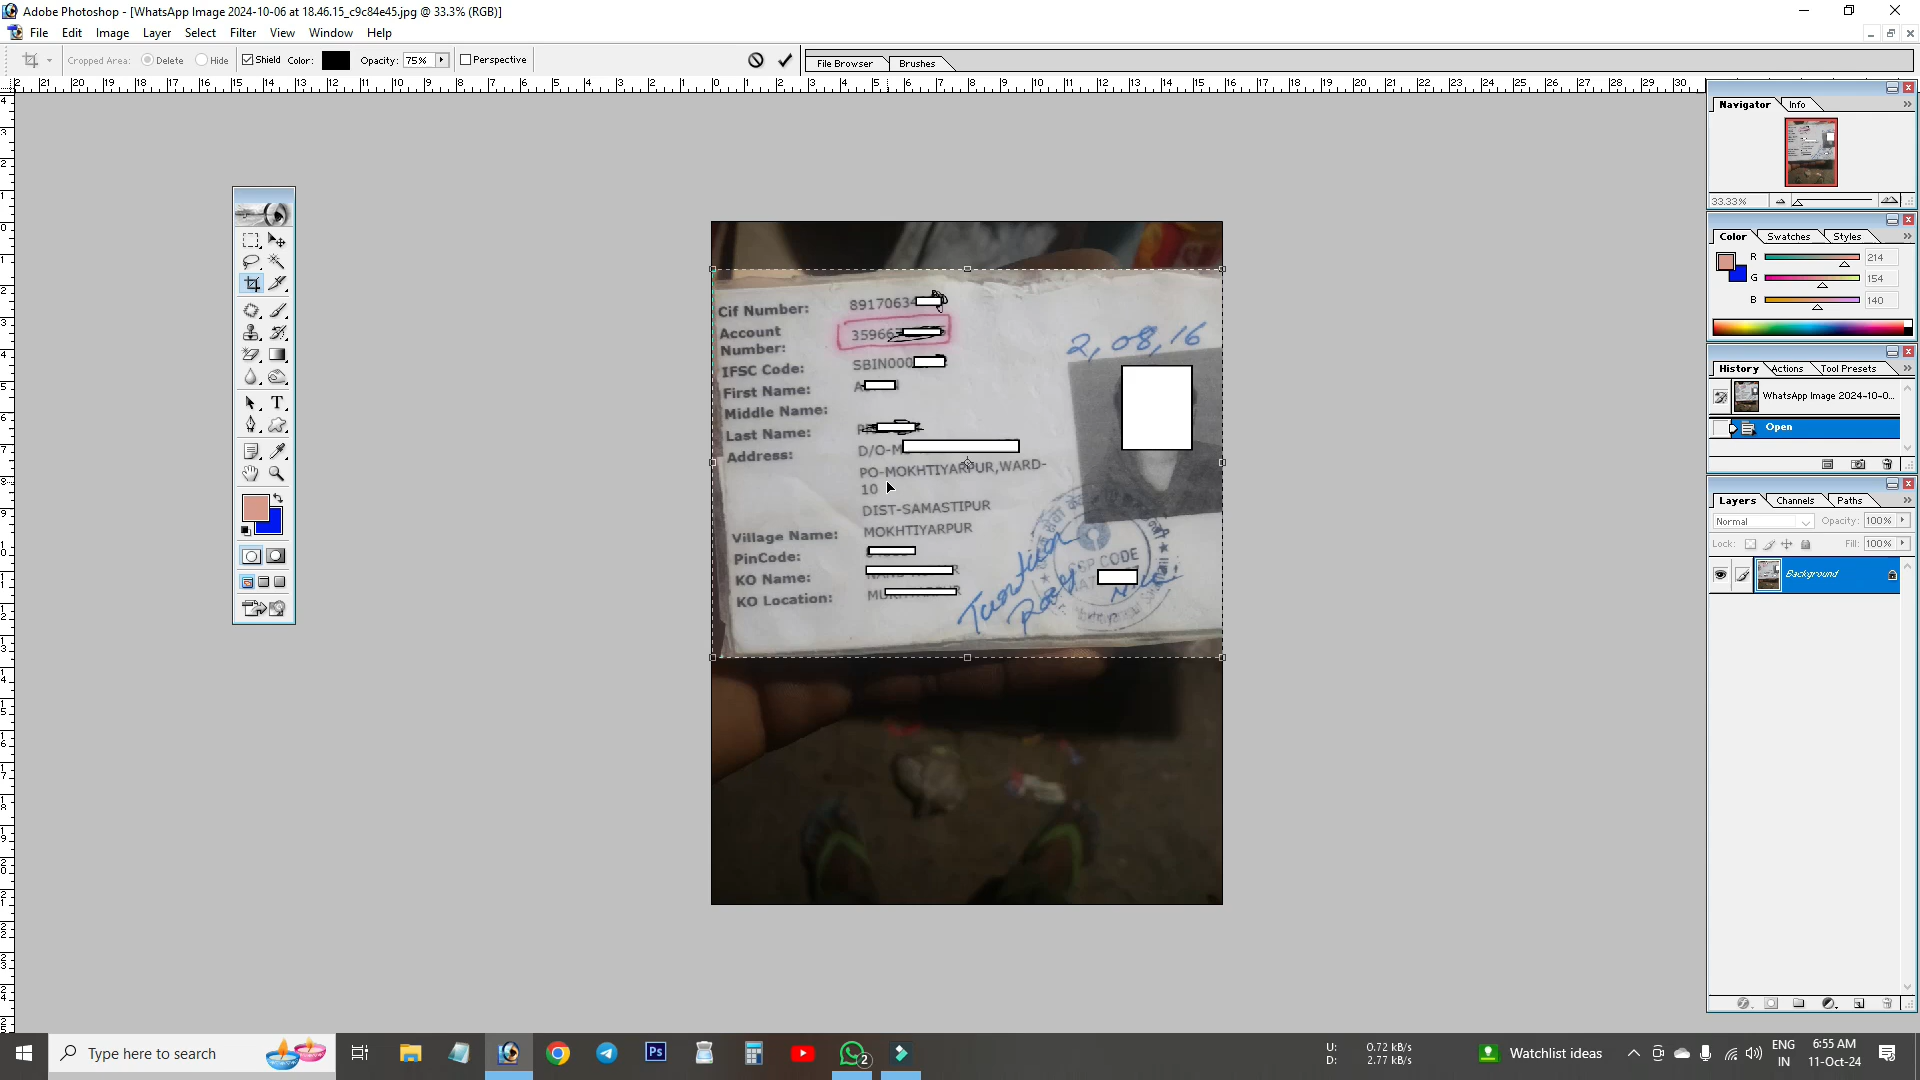 Adobe Photoshop - [WhatsApp Image 2024-10-06 at 18.46.15_c9c84e45.jpg @ 33.3% (RGB)]
File Edit Image Layer Select Filter View Window Help
Cropped Area: Delete Hide Shield Color: Opacity: 75% Perspective
File Browser Brushes
Navigator Info
33.33%
Color Swatches Styles
R 214
G 154
B 140
History Actions Tool Presets
WhatsApp Image 2024-10-0...
Open
Layers Channels Paths
Normal Opacity: 100%
Lock: Fill: 100%
Background
Cif Number: 8917063
Account Number: 35966
IFSC Code: SBIN000
First Name: A
Middle Name:
Last Name:
Address: D/O-M
PO-MOKHTIYARPUR,WARD-
10
DIST-SAMASTIPUR
Village Name: MOKHTIYARPUR
PinCode:
KO Name:
KO Location:
2,08,16
CODE
Type here to search
U: 0.72 kB/s
D: 2.77 kB/s
Watchlist ideas
ENG
IN
6:55 AM
11-Oct-24
2